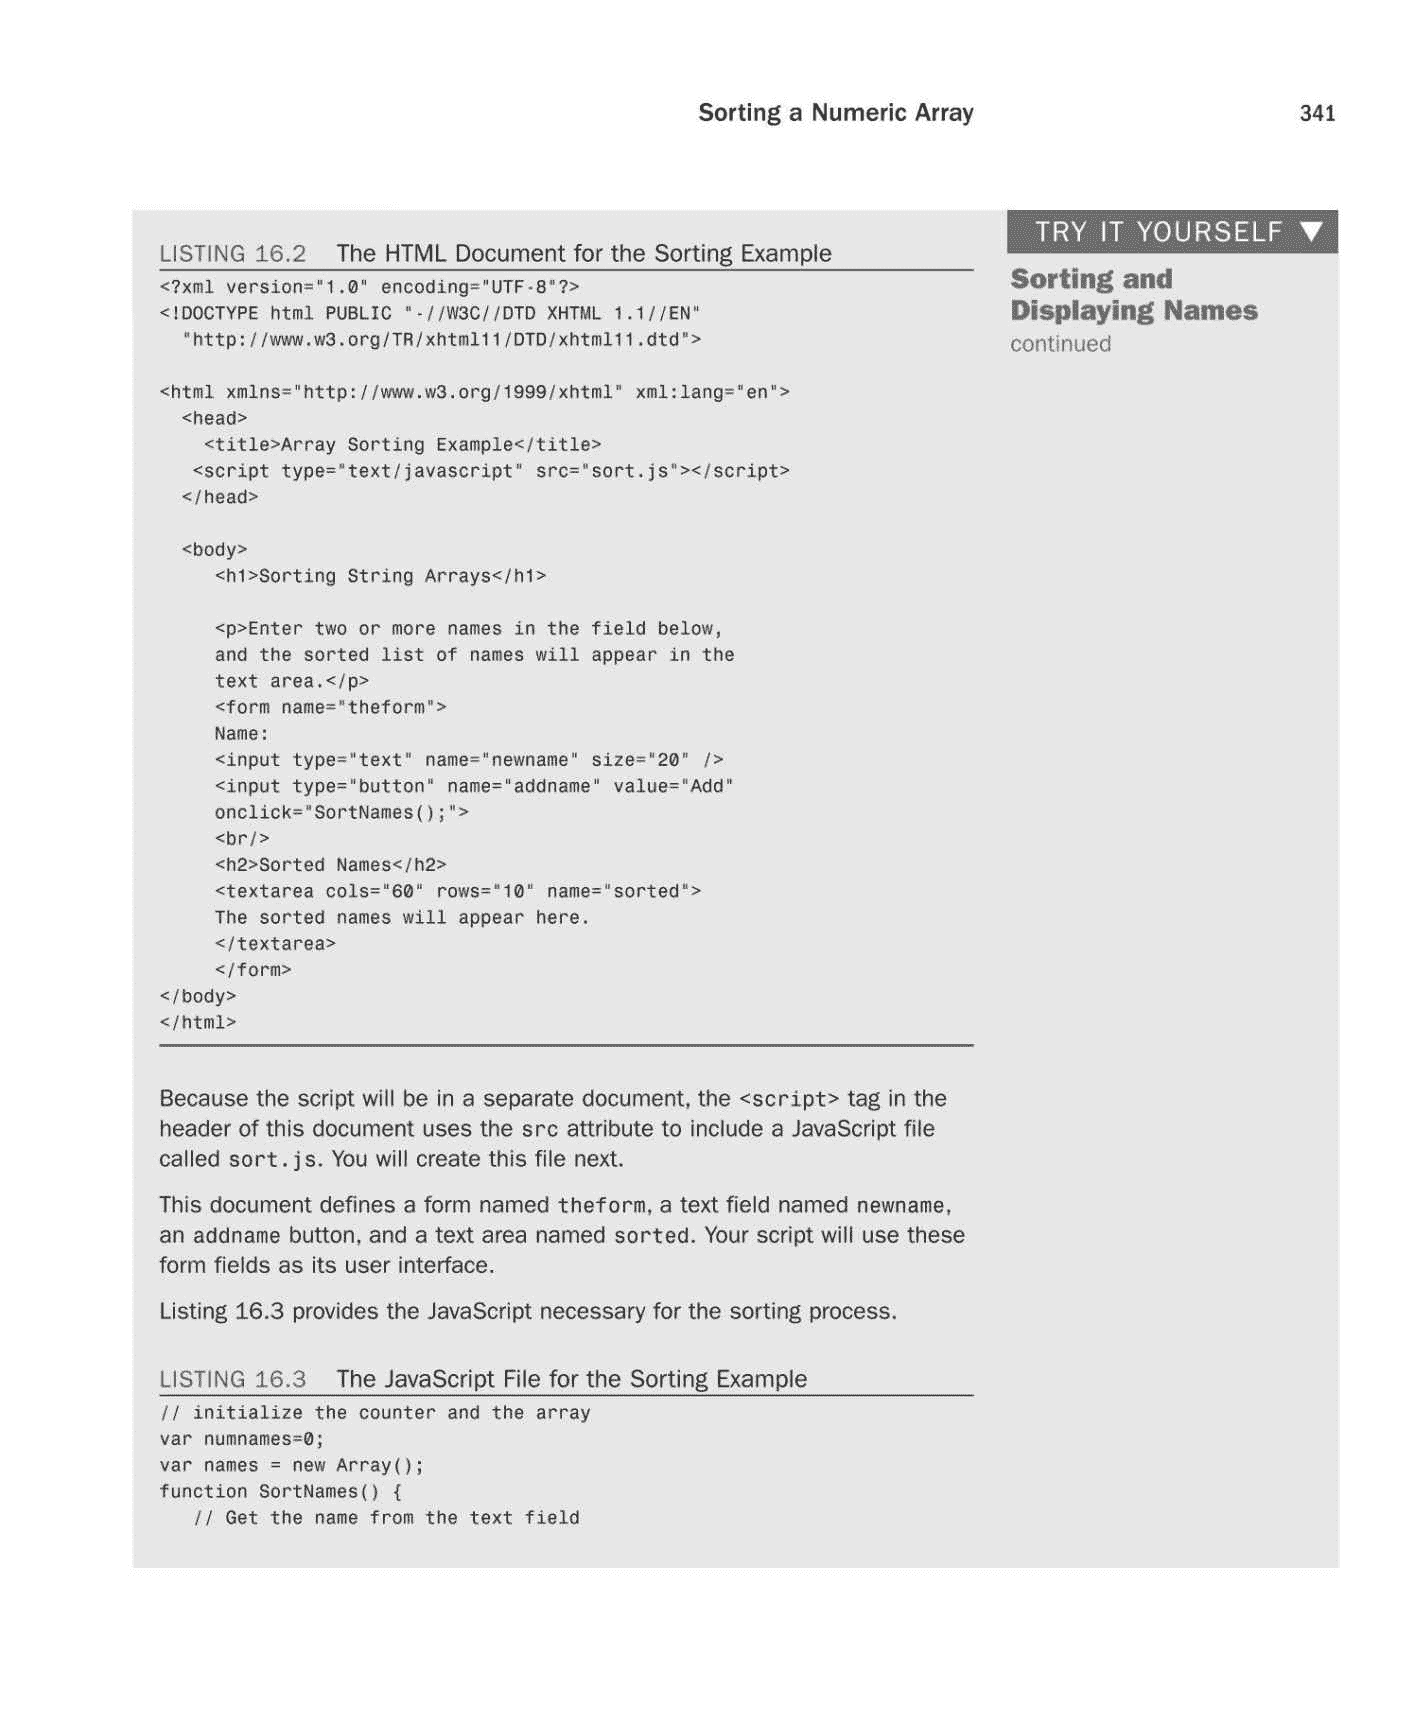 Sorting a Numeric Array 341
TRY IT YOURSELF ▼
Sorting and
Displaying Names
continued
LISTING 16.2 The HTML Document for the Sorting Example
<?xml version="1.0" encoding="UTF-8"?>
<!DOCTYPE html PUBLIC "-//W3C//DTD XHTML 1.1//EN"
  "http://www.w3.org/TR/xhtml11/DTD/xhtml11.dtd">
<html xmlns="http://www.w3.org/1999/xhtml" xml:lang="en">
  <head>
    <title>Array Sorting Example</title>
   <script type="text/javascript" src="sort.js"></script>
  </head>
  <body>
     <h1>Sorting String Arrays</h1>
     <p>Enter two or more names in the field below,
     and the sorted list of names will appear in the
     text area.</p>
     <form name="theform">
     Name:
     <input type="text" name="newname" size="20" />
     <input type="button" name="addname" value="Add"
     onclick="SortNames();">
     <br/>
     <h2>Sorted Names</h2>
     <textarea cols="60" rows="10" name="sorted">
     The sorted names will appear here.
     </textarea>
     </form>
</body>
</html>
Because the script will be in a separate document, the <script> tag in the
header of this document uses the src attribute to include a JavaScript file
called sort.js. You will create this file next.
This document defines a form named theform, a text field named newname,
an addname button, and a text area named sorted. Your script will use these
form fields as its user interface.
Listing 16.3 provides the JavaScript necessary for the sorting process.
LISTING 16.3 The JavaScript File for the Sorting Example
// initialize the counter and the array
var numnames=0;
var names = new Array();
function SortNames() {
   // Get the name from the text field